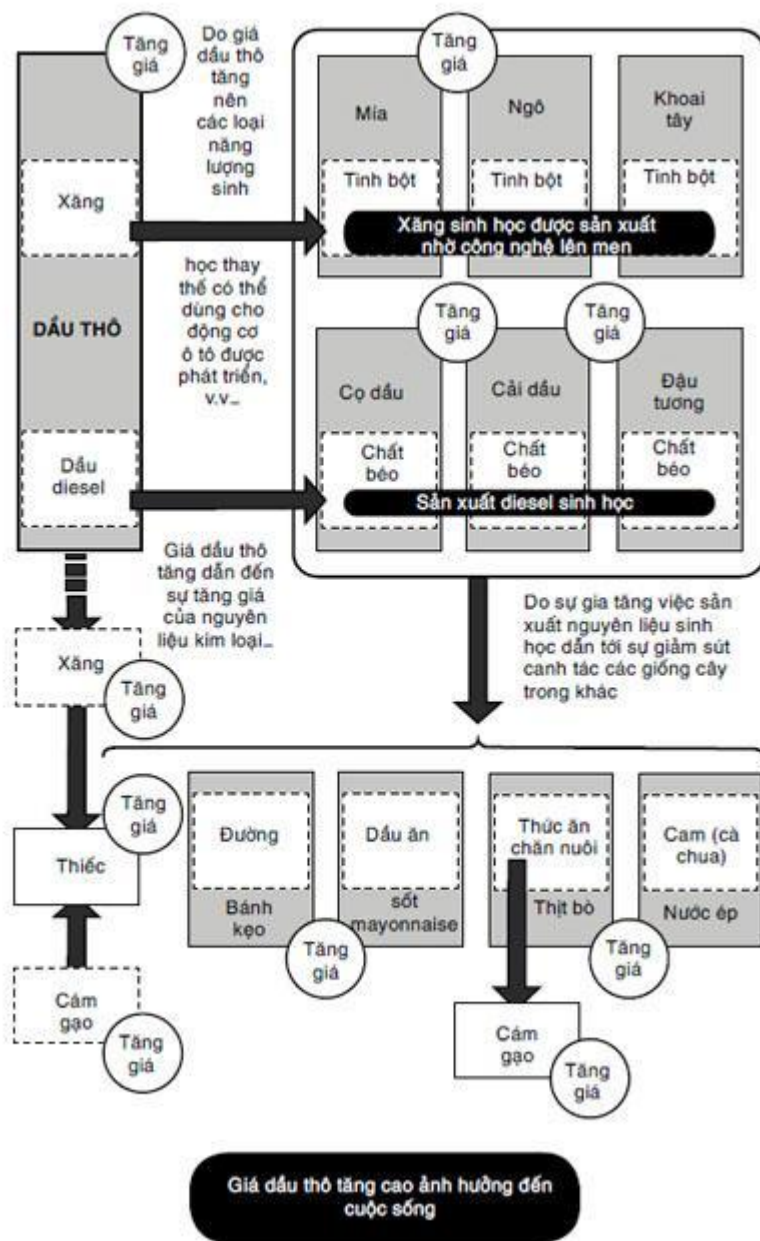 Tăng
giá
Do giá
dầu thô
tăng
nên
các loại
năng
lượng
sinh
học thay
thế có thể
dùng cho
động cơ
ô tô được
phát triển,
v.v...
Xăng
DẦU THÔ
Dầu
diesel
Tăng
giá
Mía
Ngô
Khoai
tây
Tinh bột
Tinh bột
Tinh bột
Xăng sinh học được sản xuất
nhờ công nghệ lên men
Tăng
giá
Tăng
giá
Cọ dầu
Cải dầu
Đậu
tương
Chất
béo
Chất
béo
Chất
béo
Sản xuất diesel sinh học
Giá dầu thô
tăng dẫn đến
sự tăng giá
của nguyên
liệu kim loại...
Do sự gia tăng việc sản
xuất nguyên liệu sinh
học dẫn tới sự giảm sút
canh tác các giống cây
trong khác
Xăng
Tăng
giá
Tăng
giá
Thiếc
Cám
gạo
Tăng
giá
Đường
Bánh
kẹo
Dầu ăn
sốt
mayonnaise
Tăng
giá
Thức ăn
chăn nuôi
Thịt bò
Cam (cà
chua)
Nước ép
Tăng
giá
Cám
gạo
Tăng
giá
Giá dầu thô tăng cao ảnh hưởng đến
cuộc sống